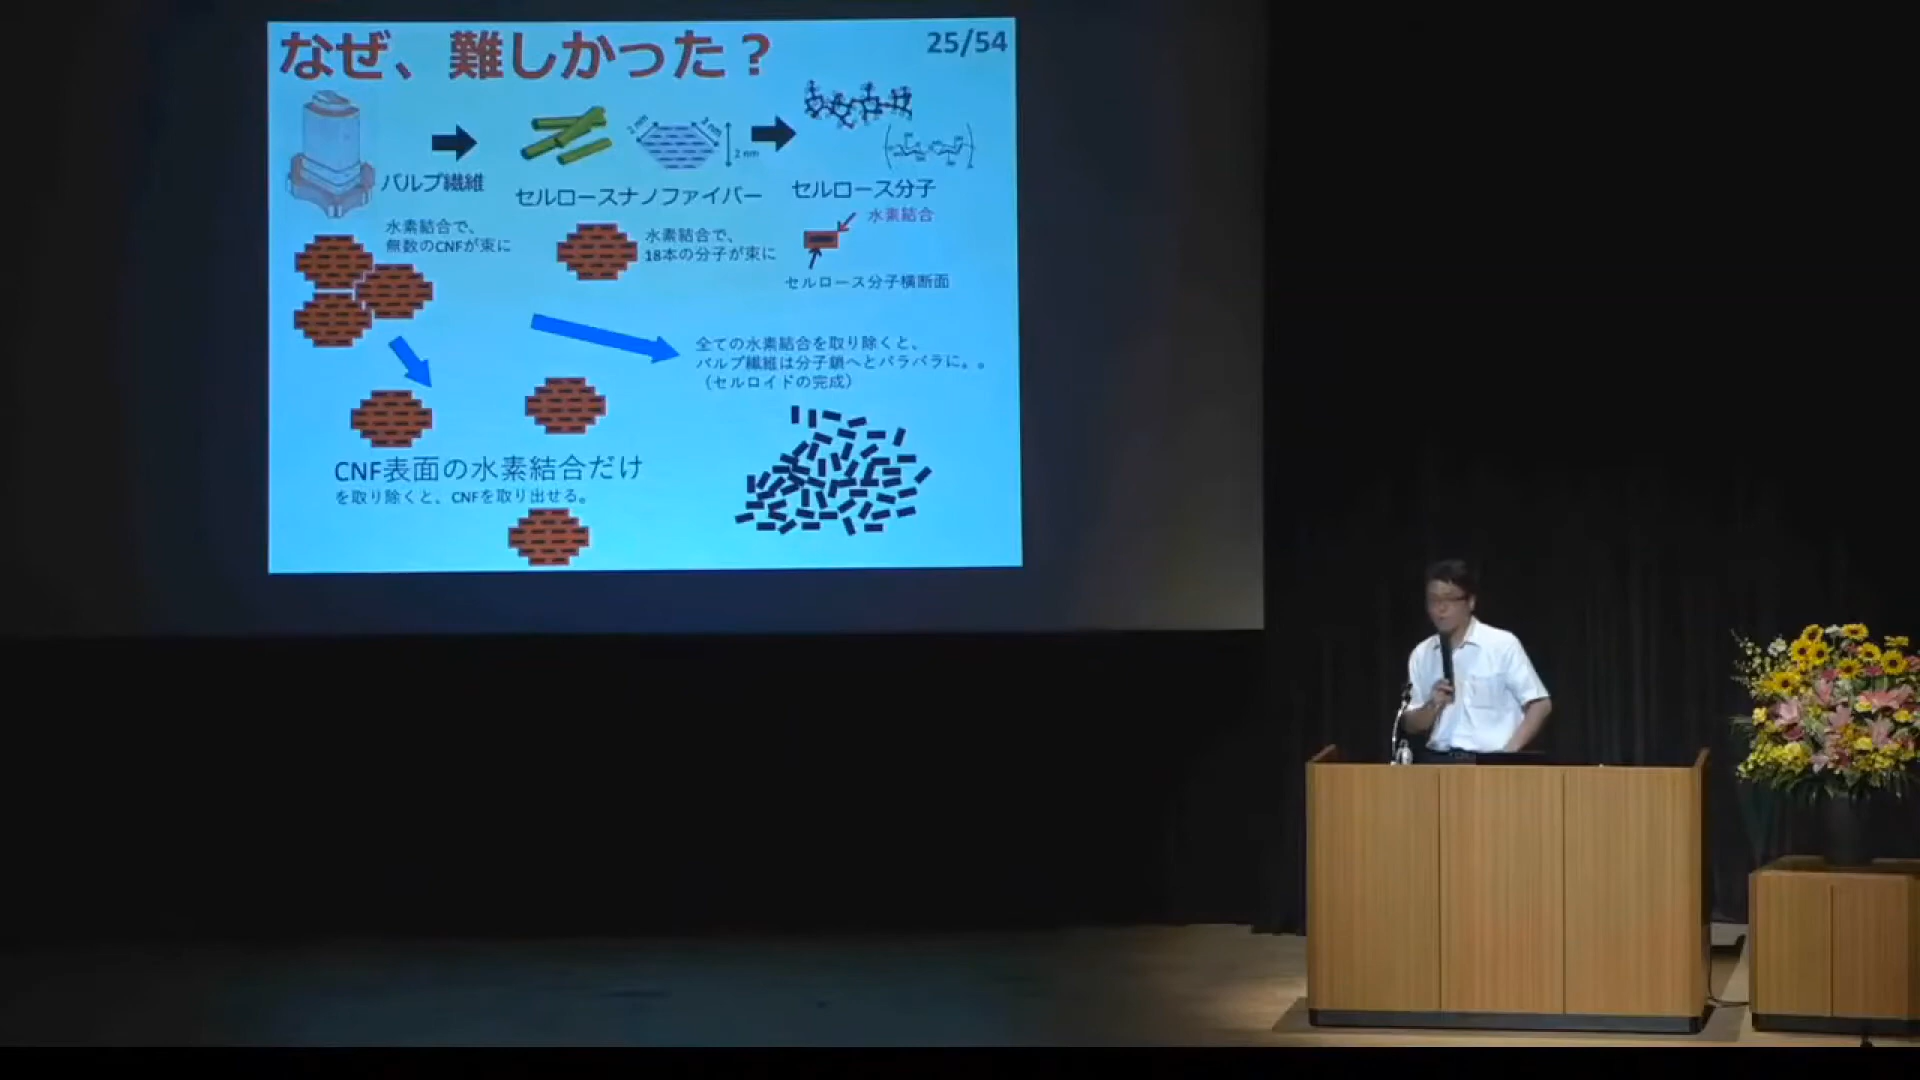 なぜ、難しかった？
25/54
パルプ繊維
セルロースナノファイバー
2 nm
セルロース分子
水素結合で、
無数のCNFが束に
水素結合で、
18本の分子が束に
水素結合
セルロース分子横断面
全ての水素結合を取り除くと、
パルプ繊維は分子鎖へとバラバラに。。
（セルロイドの完成）
CNF表面の水素結合だけ
を取り除くと、CNFを取り出せる。